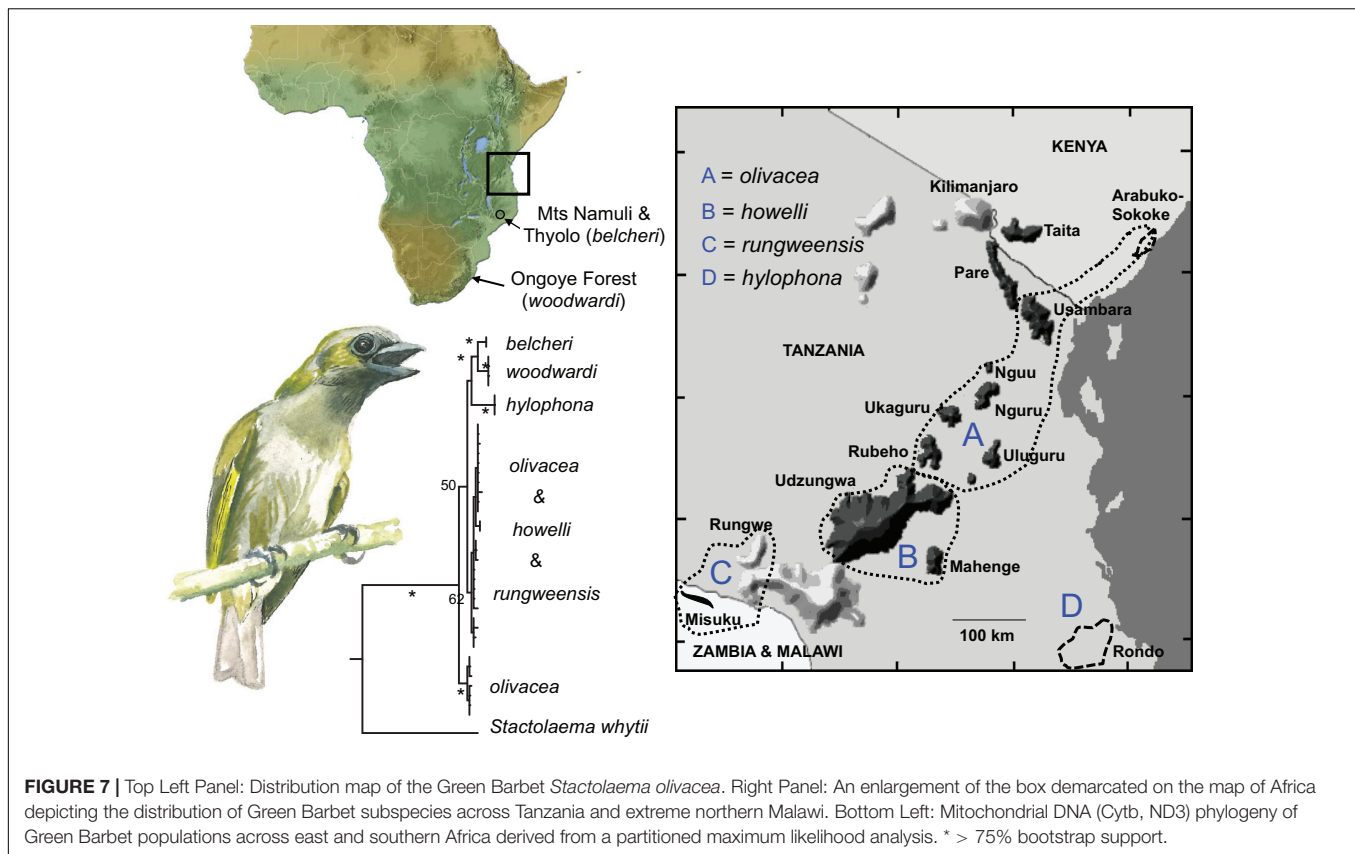 Mts Namuli &
Thyolo (belcheri)
Ongoye Forest
(woodwardi)
*
belcheri
*
*
woodwardi
*
hylophona
olivacea
50
&
howelli
&
rungweensis
*
62
olivacea
*
Stactolaema whytii
A = olivacea
B = howelli
C = rungweensis
D = hylophona
KENYA
Kilimanjaro
Arabuko-
Sokoke
Taita
Pare
Usambara
TANZANIA
Nguu
Ukaguru
Nguru
A
Rubeho
Uluguru
Udzungwa
Rungwe
B
C
Mahenge
D
Misuku
100 km
Rondo
ZAMBIA & MALAWI
FIGURE 7 | Top Left Panel: Distribution map of the Green Barbet Stactolaema olivacea. Right Panel: An enlargement of the box demarcated on the map of Africa
depicting the distribution of Green Barbet subspecies across Tanzania and extreme northern Malawi. Bottom Left: Mitochondrial DNA (Cytb, ND3) phylogeny of
Green Barbet populations across east and southern Africa derived from a partitioned maximum likelihood analysis. * > 75% bootstrap support.